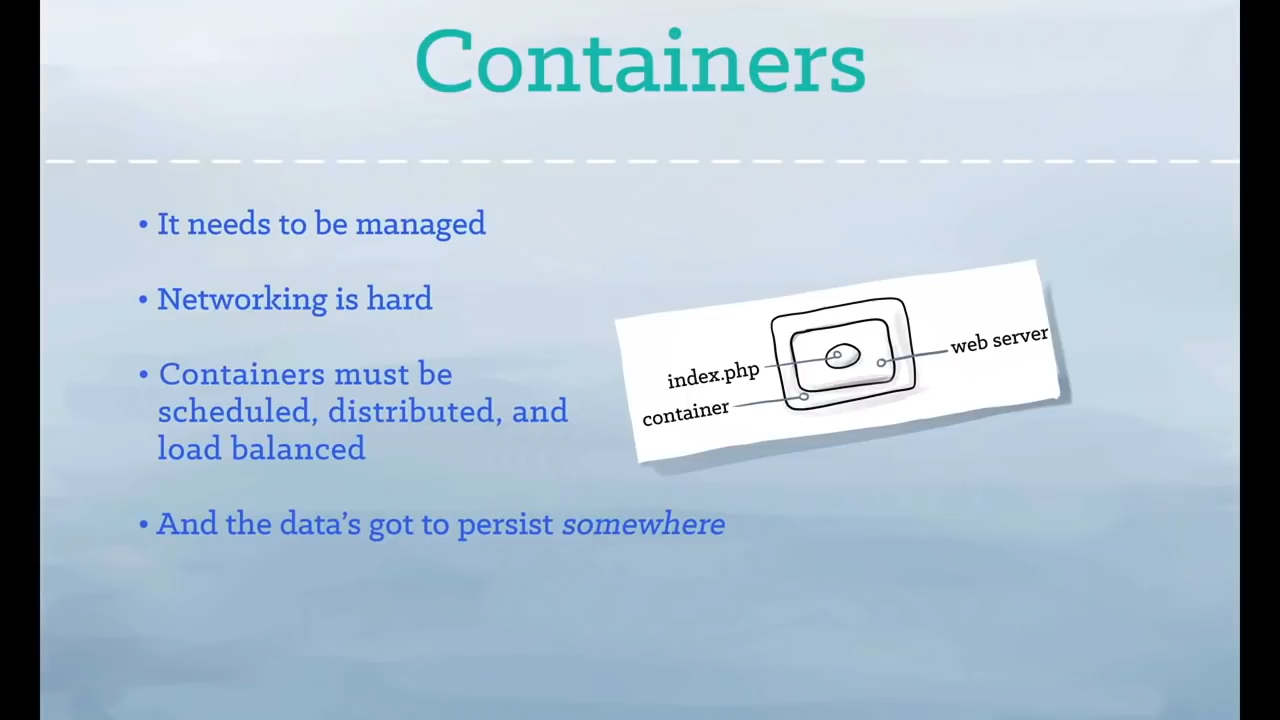 Containers
• It needs to be managed
• Networking is hard
• Containers must be
scheduled, distributed, and
load balanced
• And the data's got to persist somewhere
index.php
web server
container